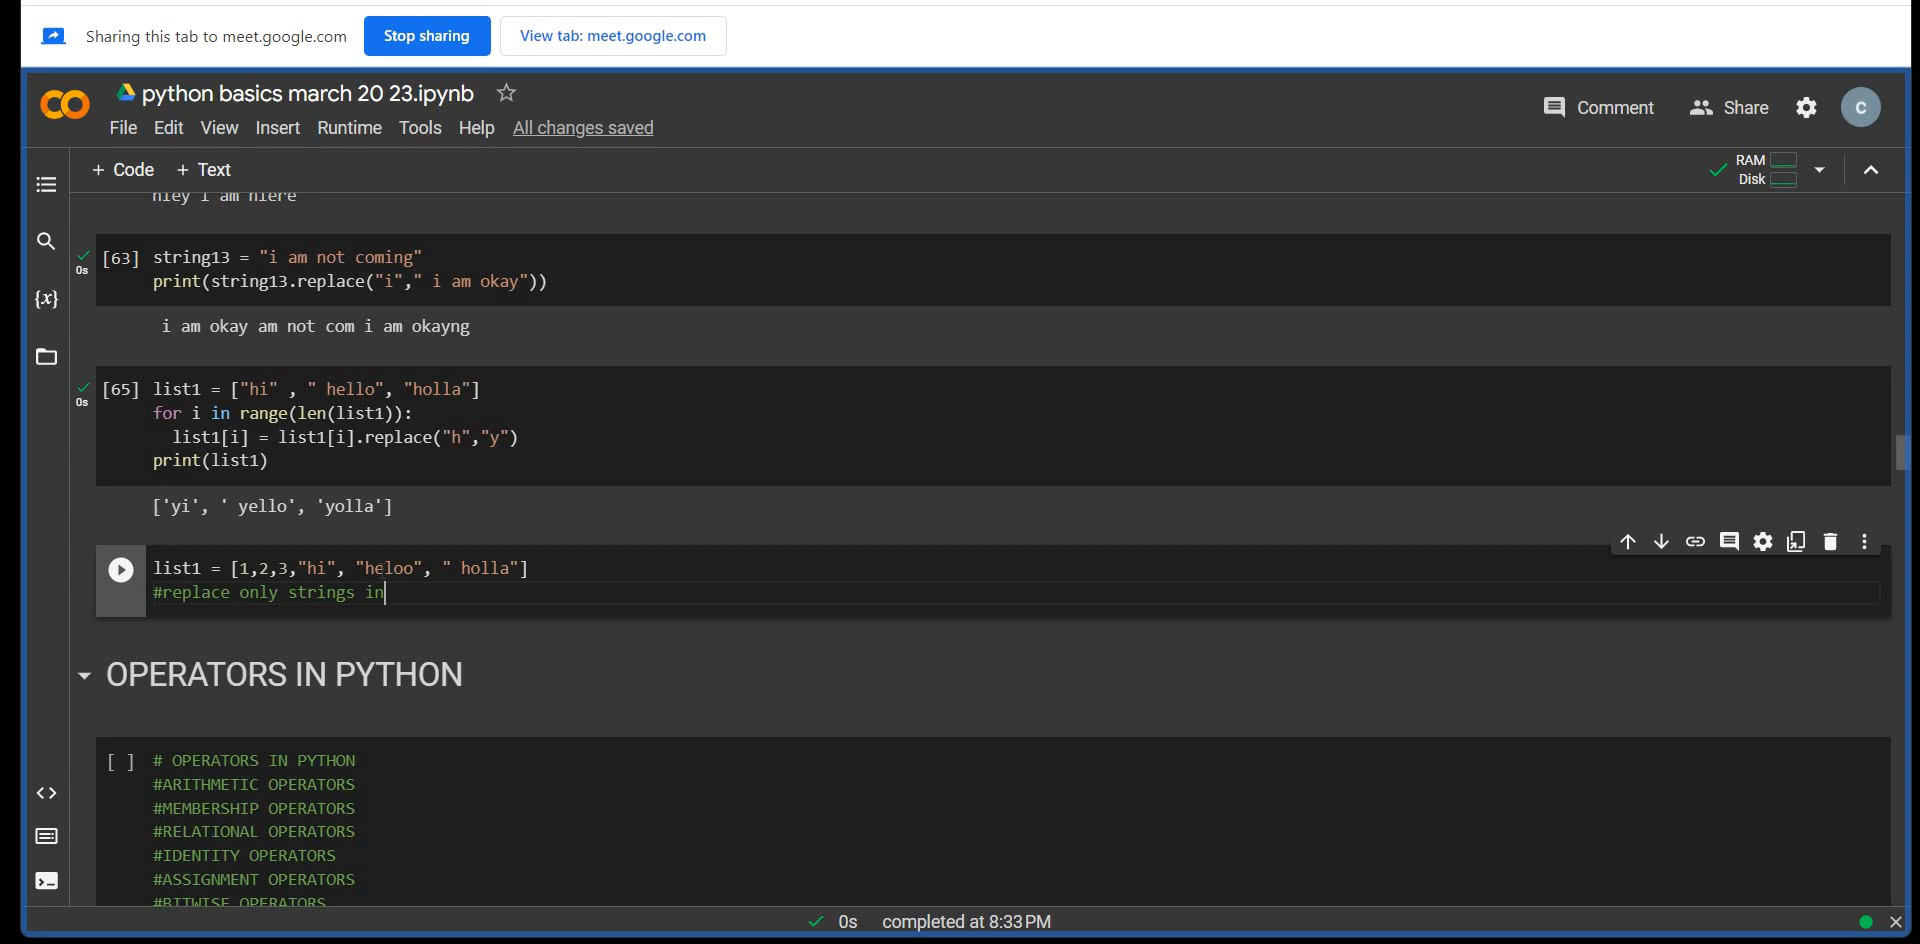 Sharing this tab to meet.google.com
Stop sharing
View tab: meet.google.com
python basics march 20 23.ipynb
Comment
Share
C
File Edit View Insert Runtime Tools Help All changes saved
+ Code + Text
RAM
Disk
i am
[63] string13 = "i am not coming"
print(string13.replace("i"," i am okay"))
0s
i am okay am not com i am okayng
[65] list1 = ["hi" , " hello", "holla"]
0s
for i in range(len(list1)):
list1[i] = list1[i].replace("h","y")
print(list1)
['yi', ' yello', 'yolla']
list1 = [1,2,3,"hi", "heloo", " holla"]
#replace only strings in
OPERATORS IN PYTHON
[ ] # OPERATORS IN PYTHON
#ARITHMETIC OPERATORS
#MEMBERSHIP OPERATORS
#RELATIONAL OPERATORS
#IDENTITY OPERATORS
#ASSIGNMENT OPERATORS
#BITWISE OPERATORS
0s completed at 8:33 PM